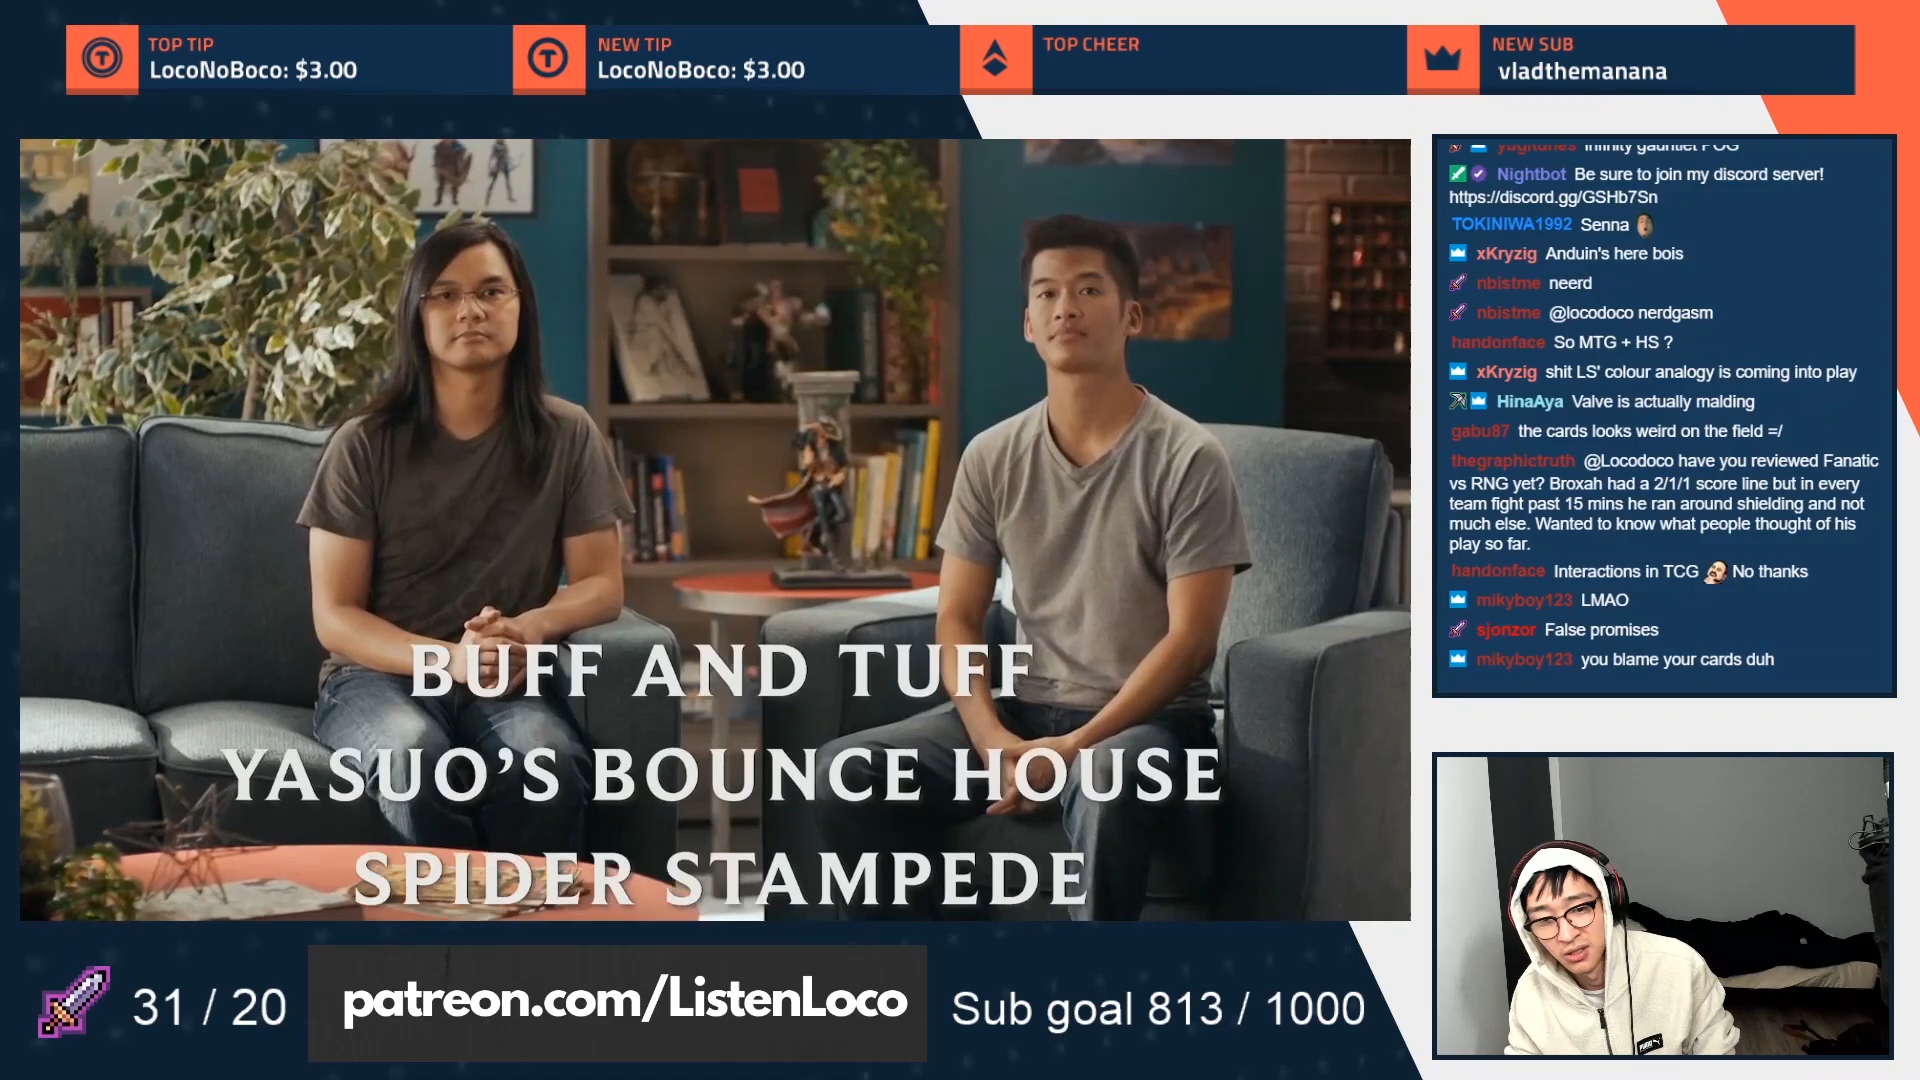 TOP TIP
LocoNoBoco: $3.00
NEW TIP
LocoNoBoco: $3.00
TOP CHEER
NEW SUB
vladthemanana
BUFF AND TUFF
YASUO'S BOUNCE HOUSE
SPIDER STAMPEDE
yugitunes infinity gauntlet POG
Nightbot Be sure to join my discord server!
https://discord.gg/GSHb7Sn
TOKINIWA1992 Senna
xKryzig Anduin's here bois
nbistme neerd
nbistme @locodoco nerdgasm
handonface So MTG + HS ?
xKryzig shit LS' colour analogy is coming into play
HinaAya Valve is actually malding
gabu87 the cards looks weird on the field =/
thegraphictruth @Locodoco have you reviewed Fanatic
vs RNG yet? Broxah had a 2/1/1 score line but in every
team fight past 15 mins he ran around shielding and not
much else. Wanted to know what people thought of his
play so far.
handonface Interactions in TCG No thanks
mikyboy123 LMAO
sjonzor False promises
mikyboy123 you blame your cards duh
31 / 20
patreon.com/ListenLoco
Sub goal 813 / 1000
PUMA